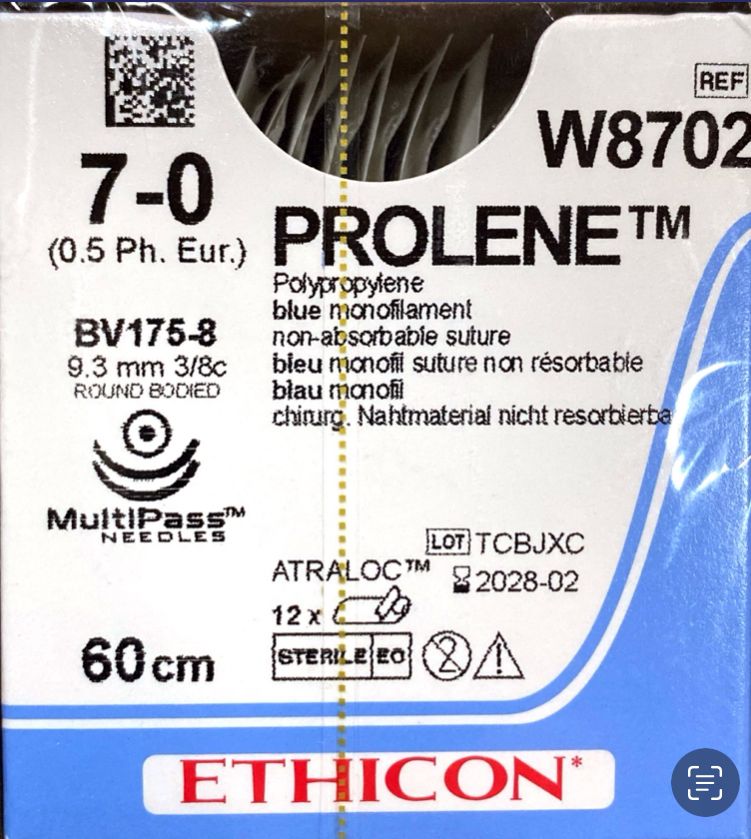 REF
W8702
7-0
(0.5 Ph. Eur.)
PROLENE™
Polypropylene
blue monofilament
non-absorbable suture
bleu monofil suture non résorbable
blau monofil
chirurg. Nahtmaterial nicht resorbierba
BV175-8
9.3 mm 3/8c
ROUND BODIED
MultiPass™
NEEDLES
LOT TCBJXC
ATRALOC™
2028-02
12 x
60cm
STERILE EO
2
ETHICON*